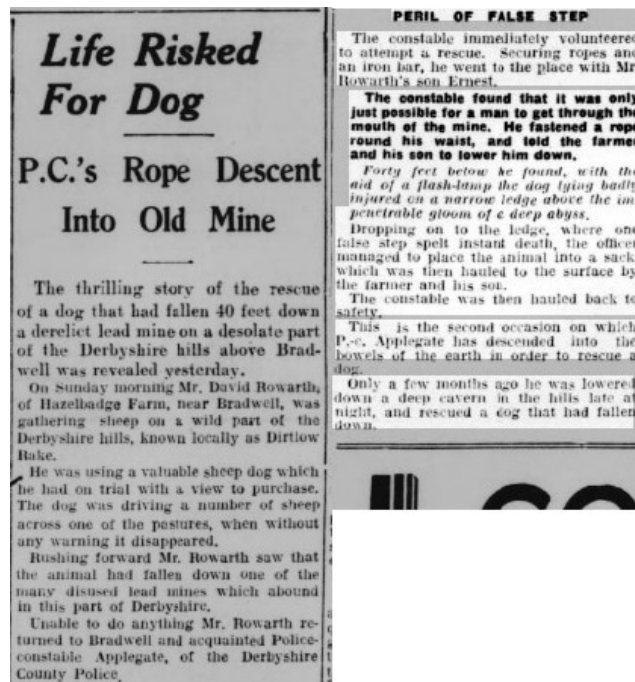 Life Risked
For Dog
P.C.'s Rope Descent
Into Old Mine
The thrilling story of the rescue
of a dog that had fallen 40 feet down
a derelict lead mine on a desolate part
of the Derbyshire hills above Brad-
well was revealed yesterday.
On Sunday morning Mr. David Rowarth,
of Hazelbadge Farm, near Bradwell, was
gathering sheep on a wild part of the
Derbyshire hills, known locally as Dirtlow
Rake.
He was using a valuable sheep dog which
he had on trial with a view to purchase.
The dog was driving a number of sheep
across one of the pastures, when without
any warning it disappeared.
Rushing forward Mr. Rowarth saw that
the animal had fallen down one of the
many disused lead mines which abound
in this part of Derbyshire.
Unable to do anything Mr. Rowarth re-
turned to Bradwell and acquainted Police-
constable Applegate, of the Derbyshire
County Police.
PERIL OF FALSE STEP
The constable immediately volunteered
to attempt a rescue. Securing ropes and
an iron bar, he went to the place with Mr.
Rowarth's son Ernest.
The constable found that it was only
just possible for a man to get through the
mouth of the mine. He fastened a rope
round his waist, and told the farmer
and his son to lower him down.
Forty feet below he found, with the
aid of a flash-lamp the dog lying badly
injured on a narrow ledge above the im-
penetrable gloom of a deep abyss.
Dropping on to the ledge, where one
false step spelt instant death, the officer
managed to place the animal into a sack
which was then hauled to the surface by
the farmer and his son.
The constable was then hauled back to
safety.
This is the second occasion on which
P.-c. Applegate has descended into the
bowels of the earth in order to rescue a
dog.
Only a few months ago he was lowered
down a deep cavern in the hills late at
night, and rescued a dog that had fallen
down.
CO